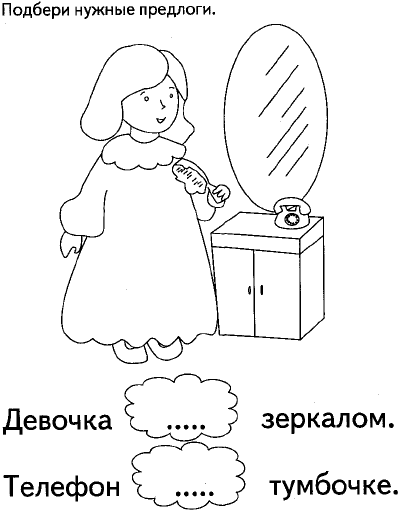 Подбери нужные предлоги.
Девочка ..... зеркалом.
Телефон ..... тумбочке.